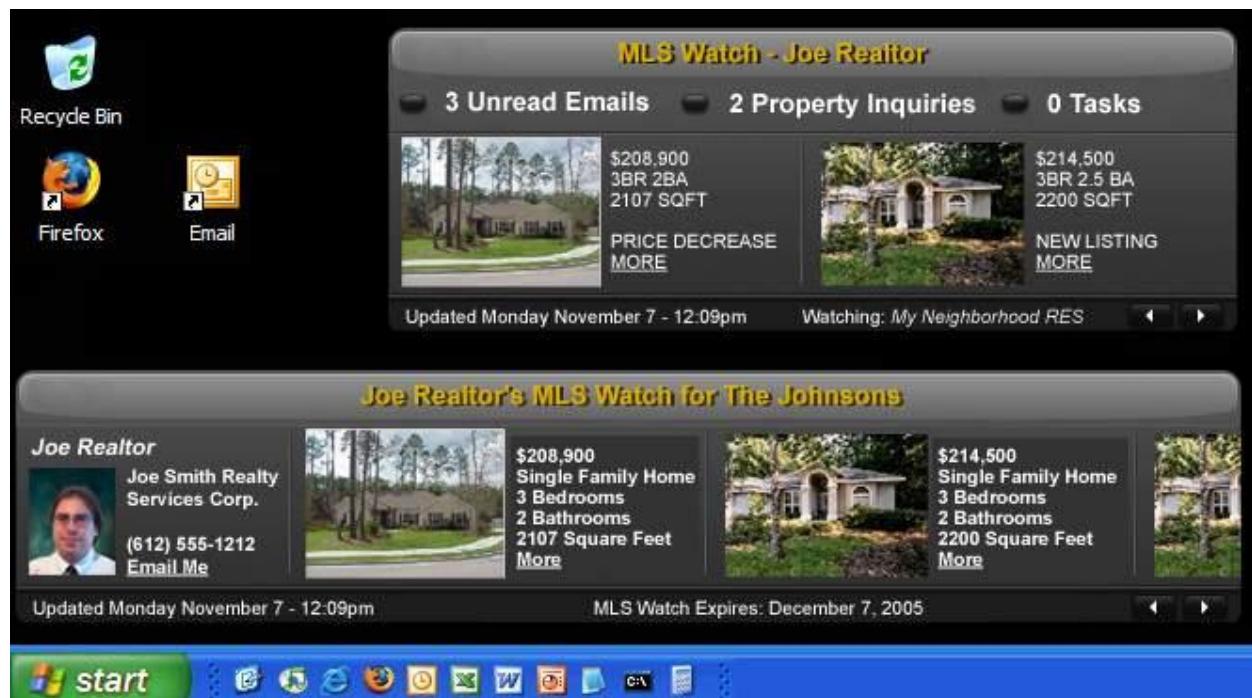 Recycle Bin
Firefox
Email
MLS Watch - Joe Realtor
3 Unread Emails 2 Property Inquiries 0 Tasks
$208,900
3BR 2BA
2107 SQFT
PRICE DECREASE
MORE
$214,500
3BR 2.5 BA
2200 SQFT
NEW LISTING
MORE
Updated Monday November 7 - 12:09pm Watching: My Neighborhood RES
Joe Realtor's MLS Watch for The Johnsons
Joe Realtor
Joe Smith Realty
Services Corp.
(612) 555-1212
Email Me
$208,900
Single Family Home
3 Bedrooms
2 Bathrooms
2107 Square Feet
More
$214,500
Single Family Home
3 Bedrooms
2 Bathrooms
2200 Square Feet
More
Updated Monday November 7 - 12:09pm MLS Watch Expires: December 7, 2005
start
C:\